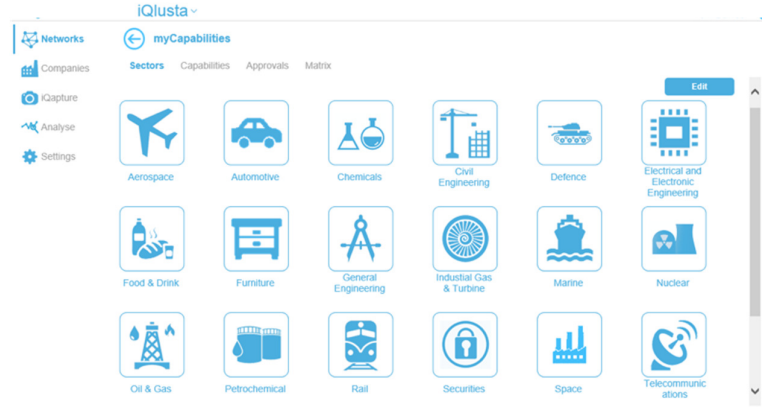 iQlusta
Networks
myCapabilities
Companies
Sectors Capabilities Approvals Matrix
Edit
iQapture
Analyse
Settings
Aerospace
Automotive
Chemicals
Civil
Engineering
Defence
Electrical and
Electronic
Engineering
Food & Drink
Furniture
General
Engineering
Industial Gas
& Turbine
Marine
Nuclear
Oil & Gas
Petrochemical
Rail
Securities
Space
Telecommunic
ations